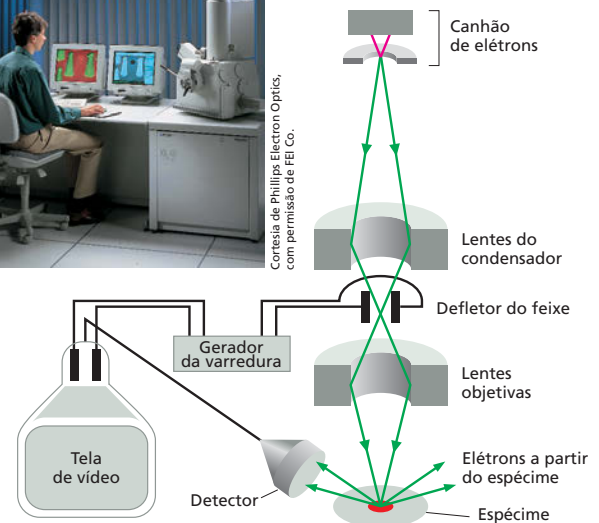 Canhão
de elétrons
Cortesia de Phillips Electron Optics,
com permisão de FEI Co.
Lentes do
condensador
Defletor do feixe
Gerador
da varredura
Lentes
objetivas
Tela
de vídeo
Detector
Elétrons a partir
do espécime
Espécime